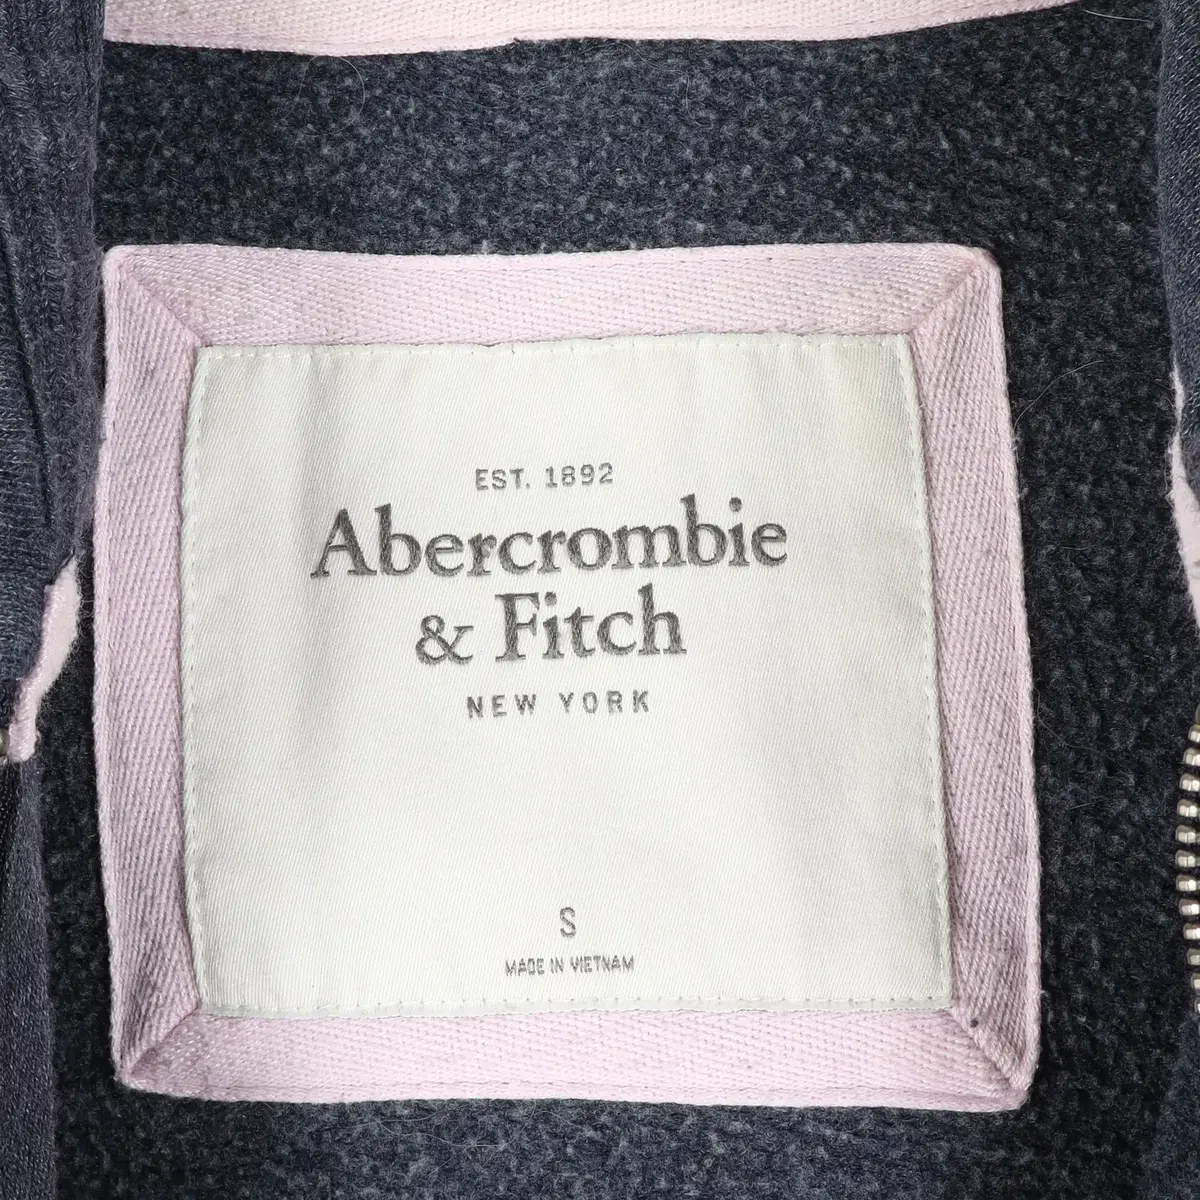 EST. 1892
Abercrombie
& Fitch
NEW YORK
S
MADE IN VIETNAM